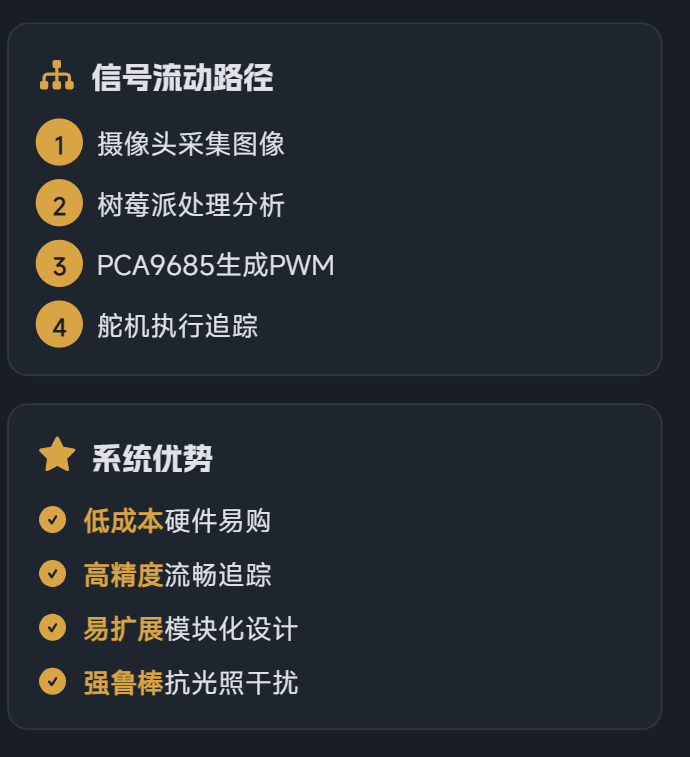 信号流动路径
1 摄像头采集图像
2 树莓派处理分析
3 PCA9685生成PWM
4 舵机执行追踪
系统优势
低成本硬件易购
高精度流畅追踪
易扩展模块化设计
强鲁棒抗光照干扰